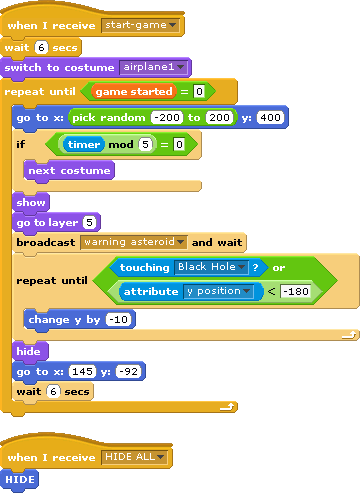 when I receive start-game
wait 6 secs
switch to costume airplane1
repeat until game started = 0
go to x: pick random -200 to 200 y: 400
if timer mod 5 = 0
next costume
show
go to layer 5
broadcast warning asteroid and wait
touching Black Hole ? or
repeat until
attribute y position < -180
change y by -10
hide
go to x: 145 y: -92
wait 6 secs
when I receive HIDE ALL
HIDE